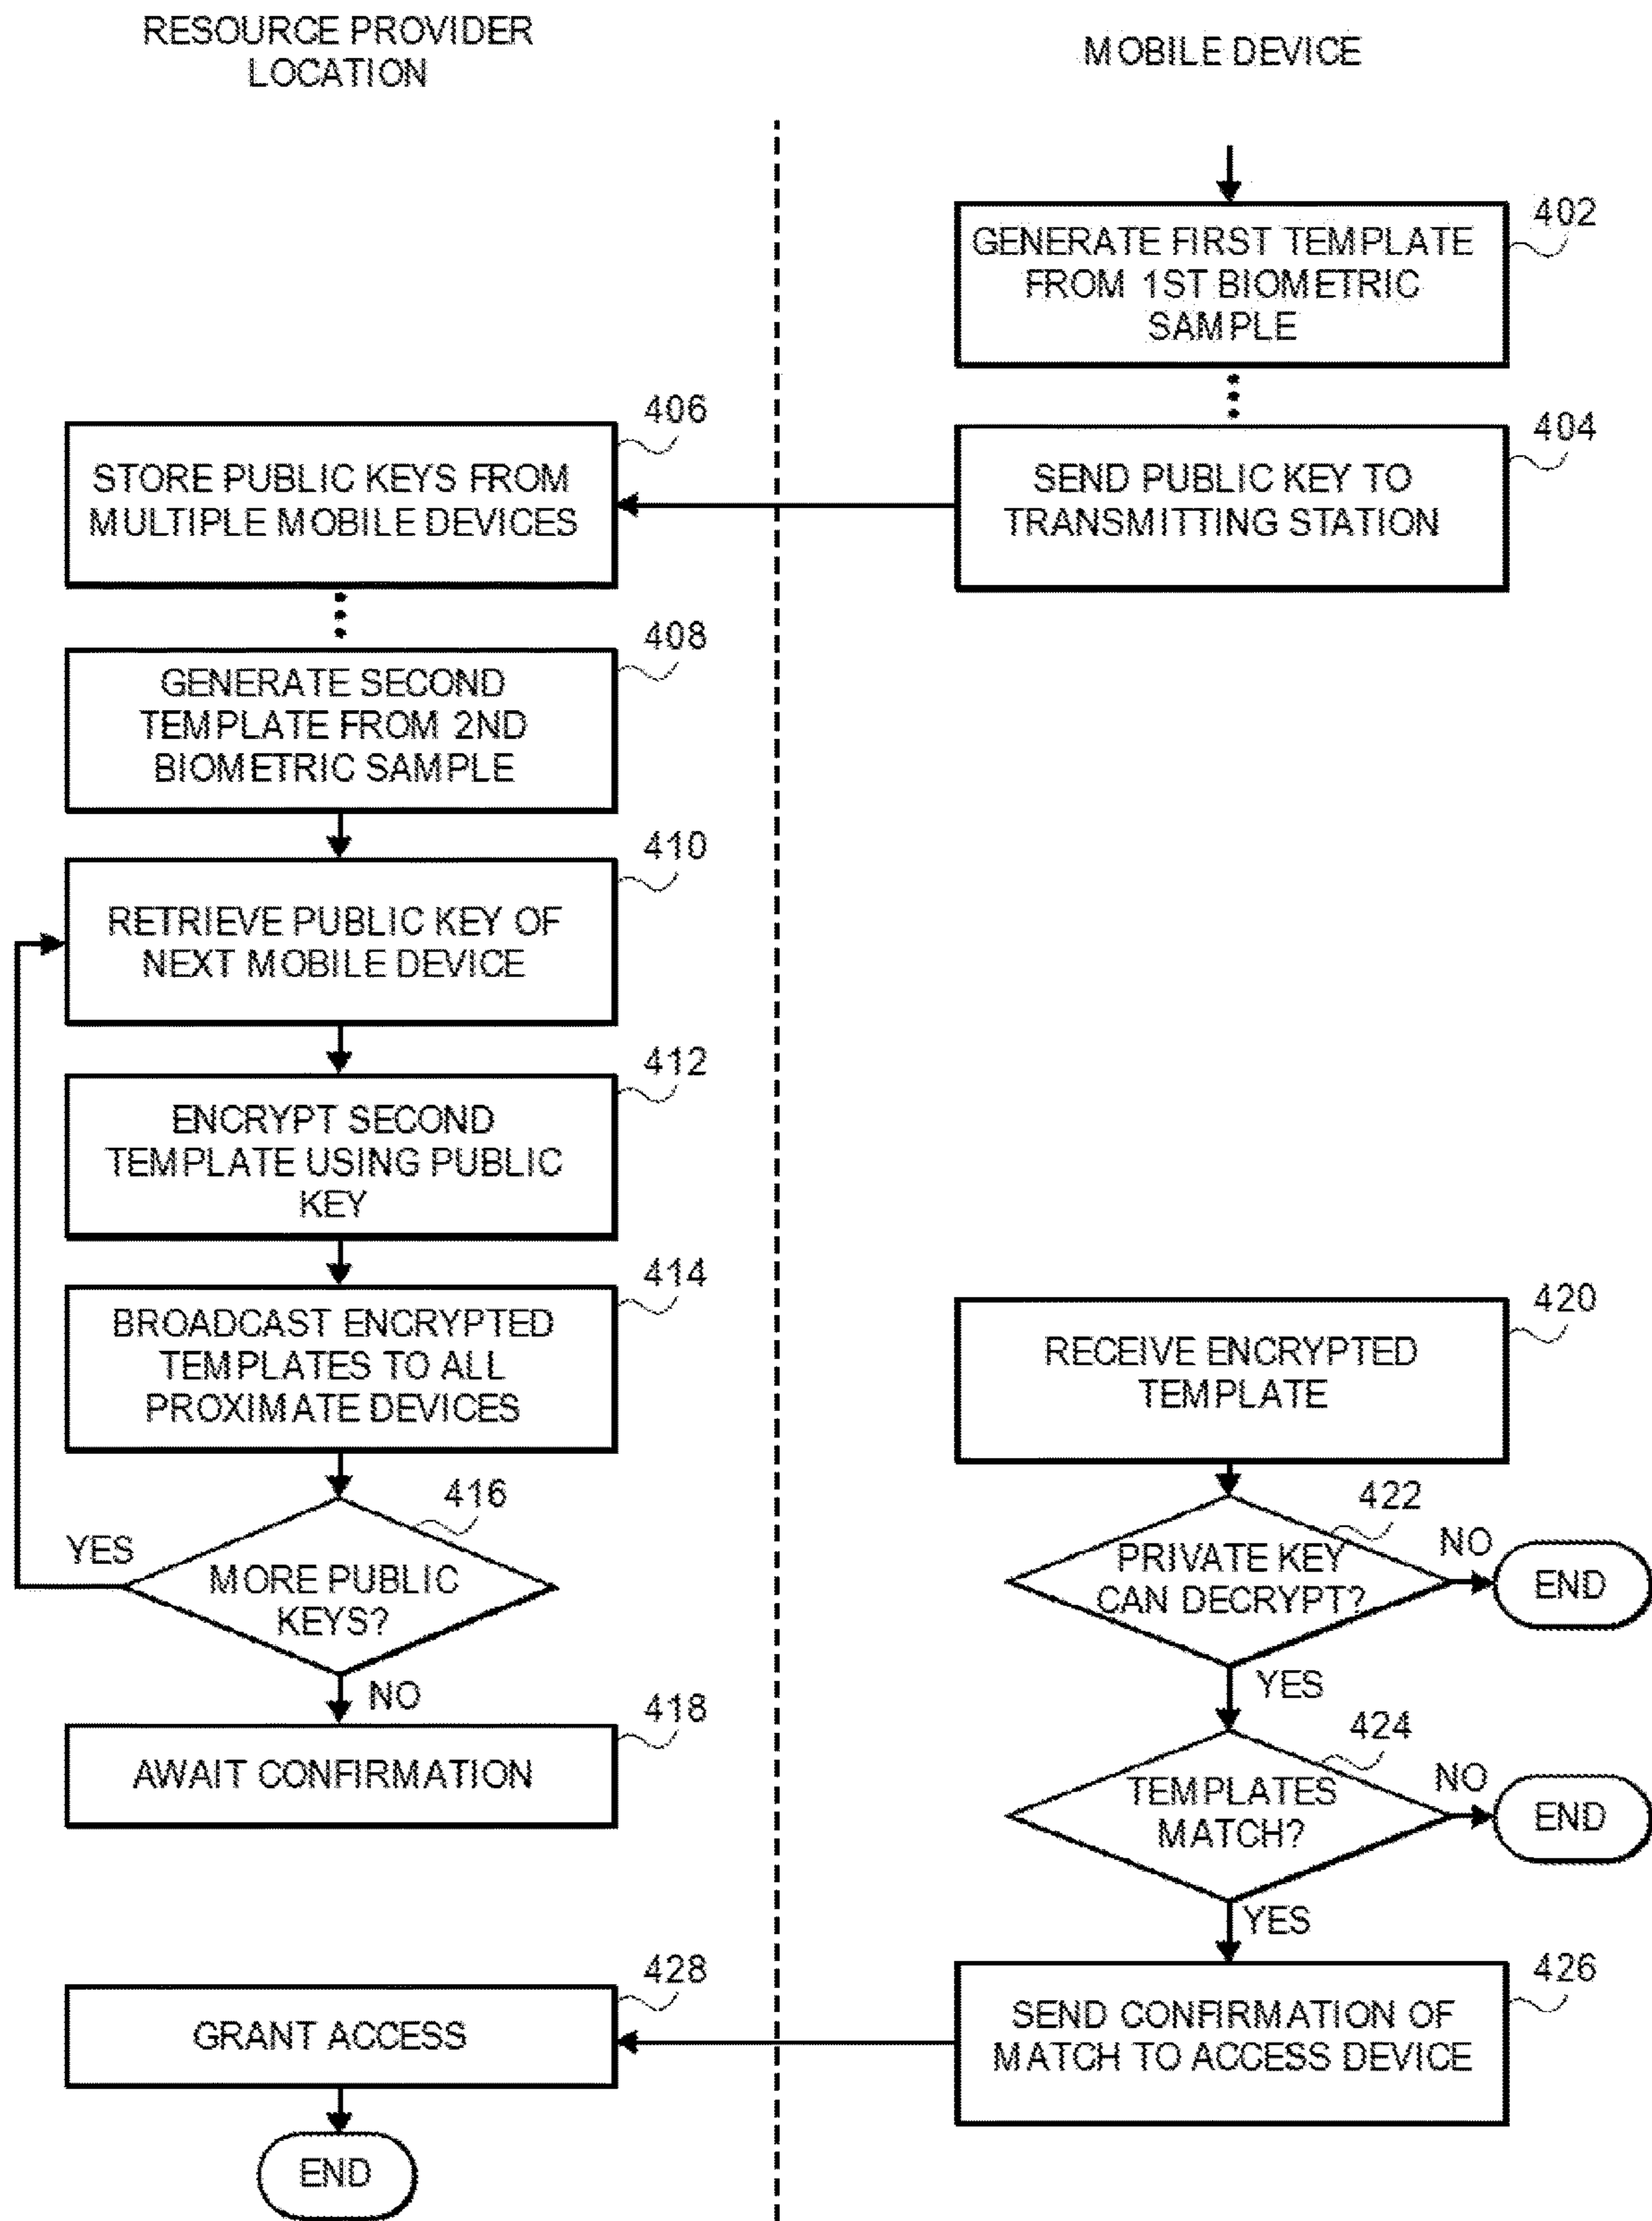 RESOURCE PROVIDER
LOCATION
MOBILE DEVICE
402
GENERATE FIRST TEMPLATE
FROM 1ST BIOMETRIC
SAMPLE
406
STORE PUBLIC KEYS FROM
MULTIPLE MOBILE DEVICES
404
SEND PUBLIC KEY TO
TRANSMITTING STATION
408
GENERATE SECOND
TEMPLATE FROM 2ND
BIOMETRIC SAMPLE
410
RETRIEVE PUBLIC KEY OF
NEXT MOBILE DEVICE
412
ENCRYPT SECOND
TEMPLATE USING PUBLIC
KEY
414
BROADCAST ENCRYPTED
TEMPLATES TO ALL
PROXIMATE DEVICES
416
YES
MORE PUBLIC
KEYS?
NO
418
AWAIT CONFIRMATION
420
RECEIVE ENCRYPTED
TEMPLATE
422
PRIVATE KEY
CAN DECRYPT?
NO
END
YES
424
TEMPLATES
MATCH?
NO
END
YES
426
SEND CONFIRMATION OF
MATCH TO ACCESS DEVICE
428
GRANT ACCESS
END